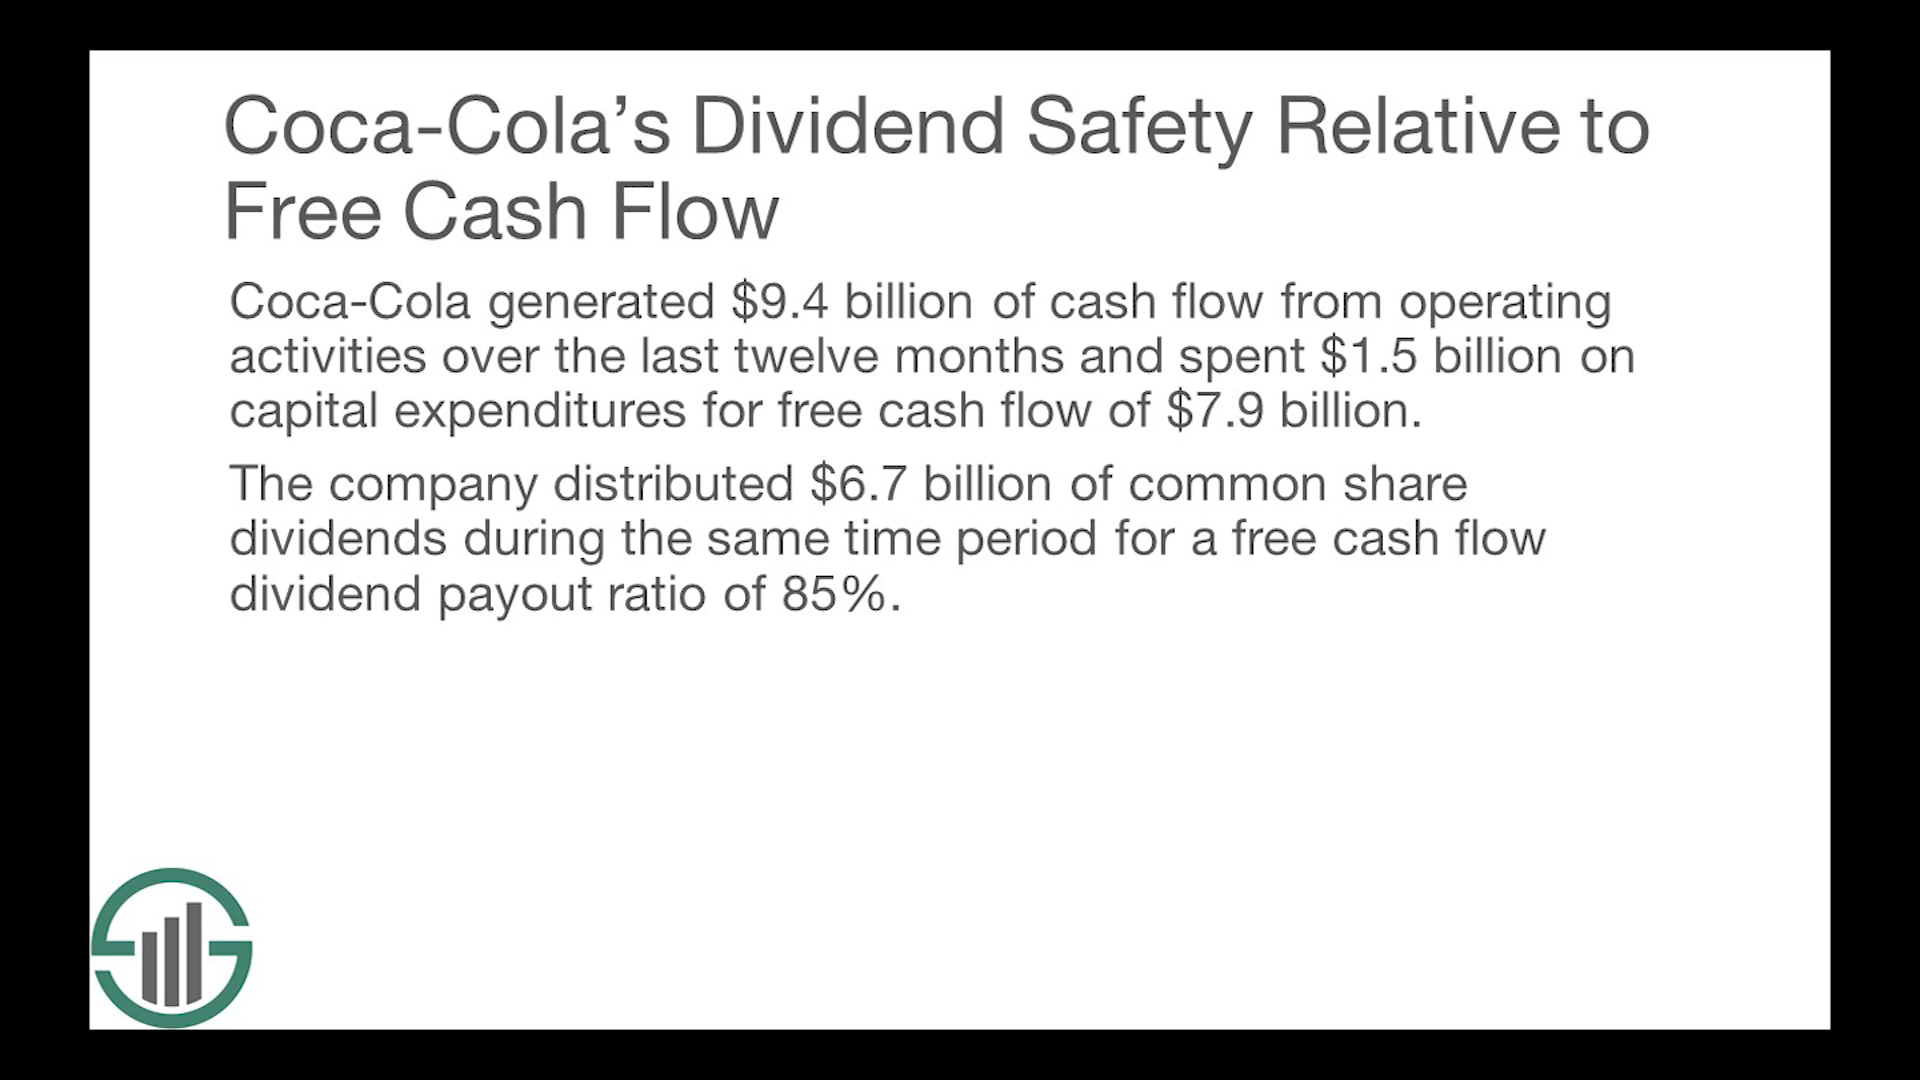 Coca-Cola’s Dividend Safety Relative to
Free Cash Flow
Coca-Cola generated $9.4 billion of cash flow from operating
activities over the last twelve months and spent $1.5 billion on
capital expenditures for free cash flow of $7.9 billion.
The company distributed $6.7 billion of common share
dividends during the same time period for a free cash flow
dividend payout ratio of 85%.